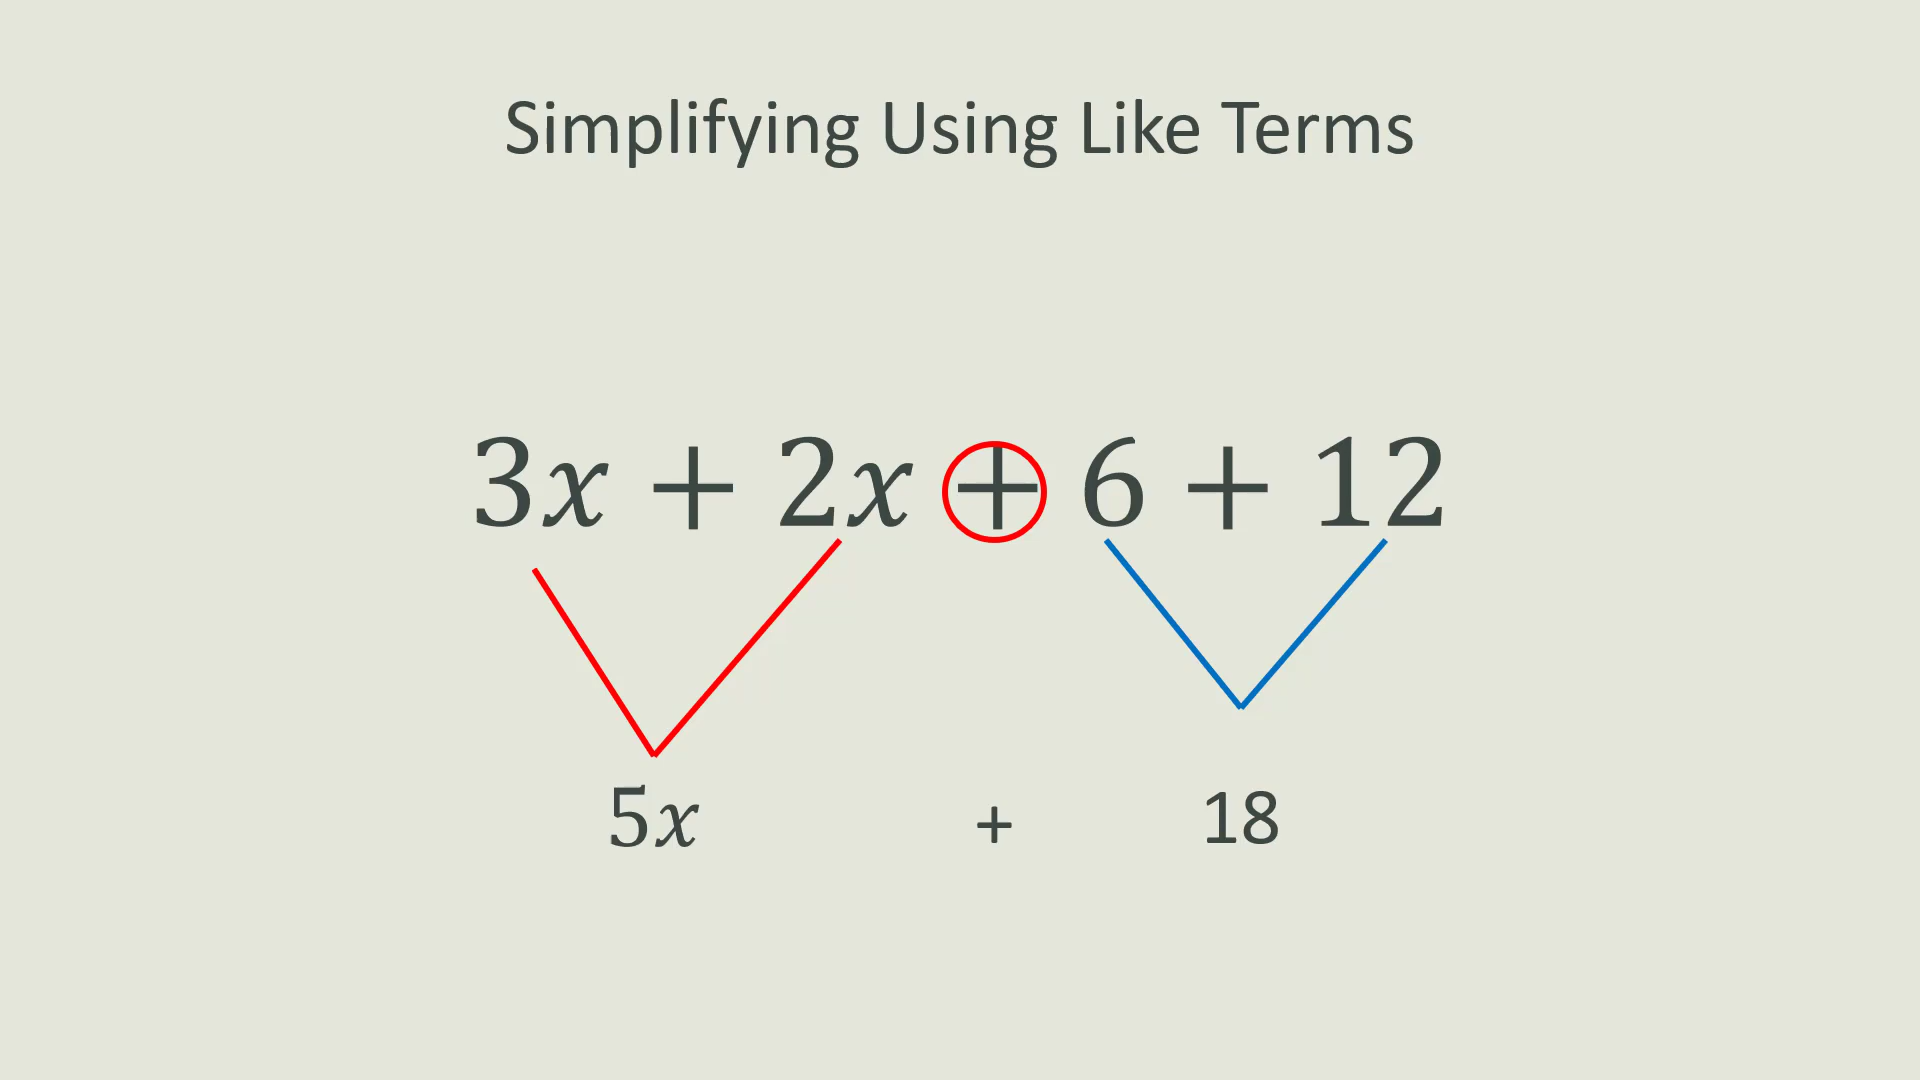 Simplifying Using Like Terms
3x + 2x + 6 + 12
5x + 18